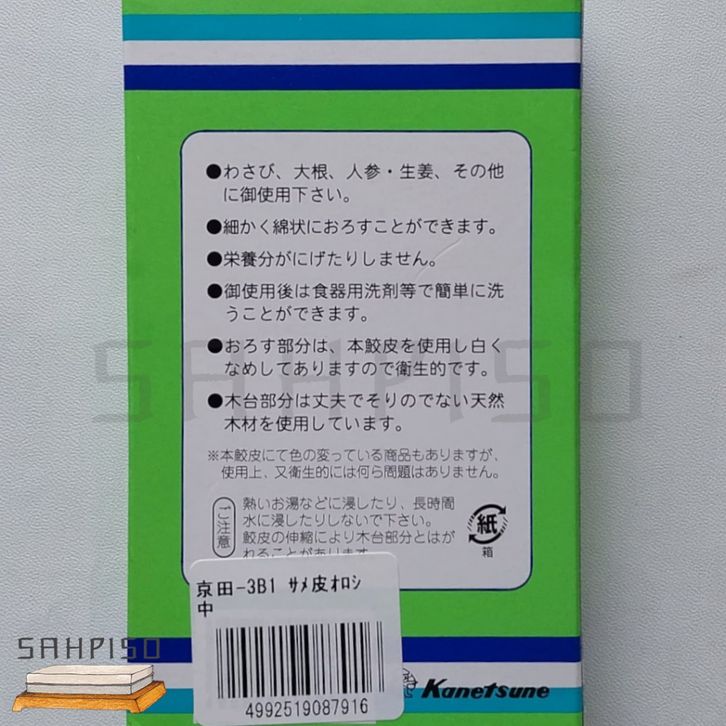 ●わさび、大根、人参・生姜、その他
に御使用下さい。
●細かく綿状におろすことができます。
●栄養分がにげたりしません。
●御使用後は食器用洗剤等で簡単に洗
うことができます。
●おろす部分は、本鮫皮を使用し白く
なめしてありますので衛生的です。
●木台部分は丈夫でそりのでない天然
木材を使用しています。
※本鮫皮にて色の変っている商品もありますが、
使用上、又衛生的には何ら問題はありません。
ご注意
熱いお湯などに浸したり、長時間
水に浸したりしないで下さい。
鮫皮の伸縮により木台部分とはが
れることがあります
紙
箱
京田-3B1 ｻﾒ皮ｵﾛｼ
中
4992519087916
Kanetsune
SAHPISO
SAHPISO